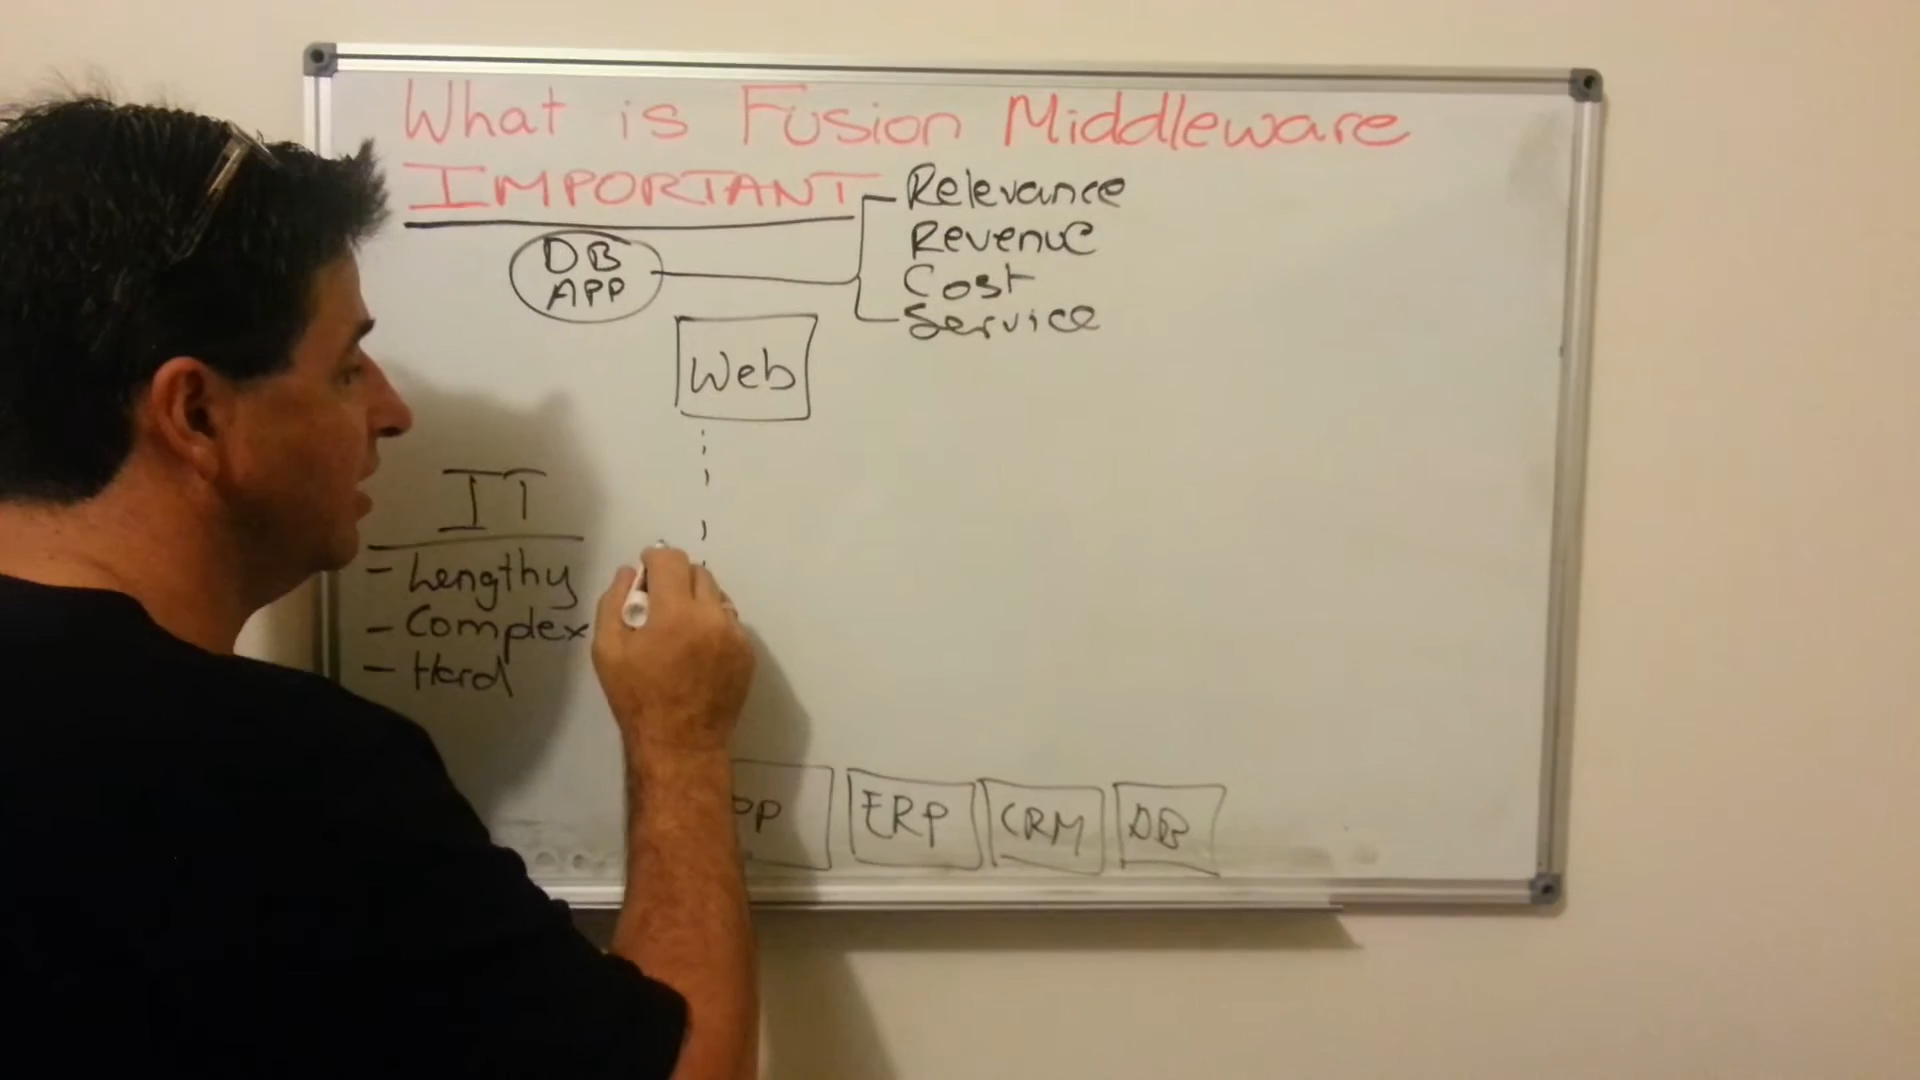 What is Fusion Middleware
IMPORTANT
Relevance
Revenue
Cost
Service
DB
APP
Web
IT
- Lengthy
- Complex
- Hard
ERP
CRM
DB